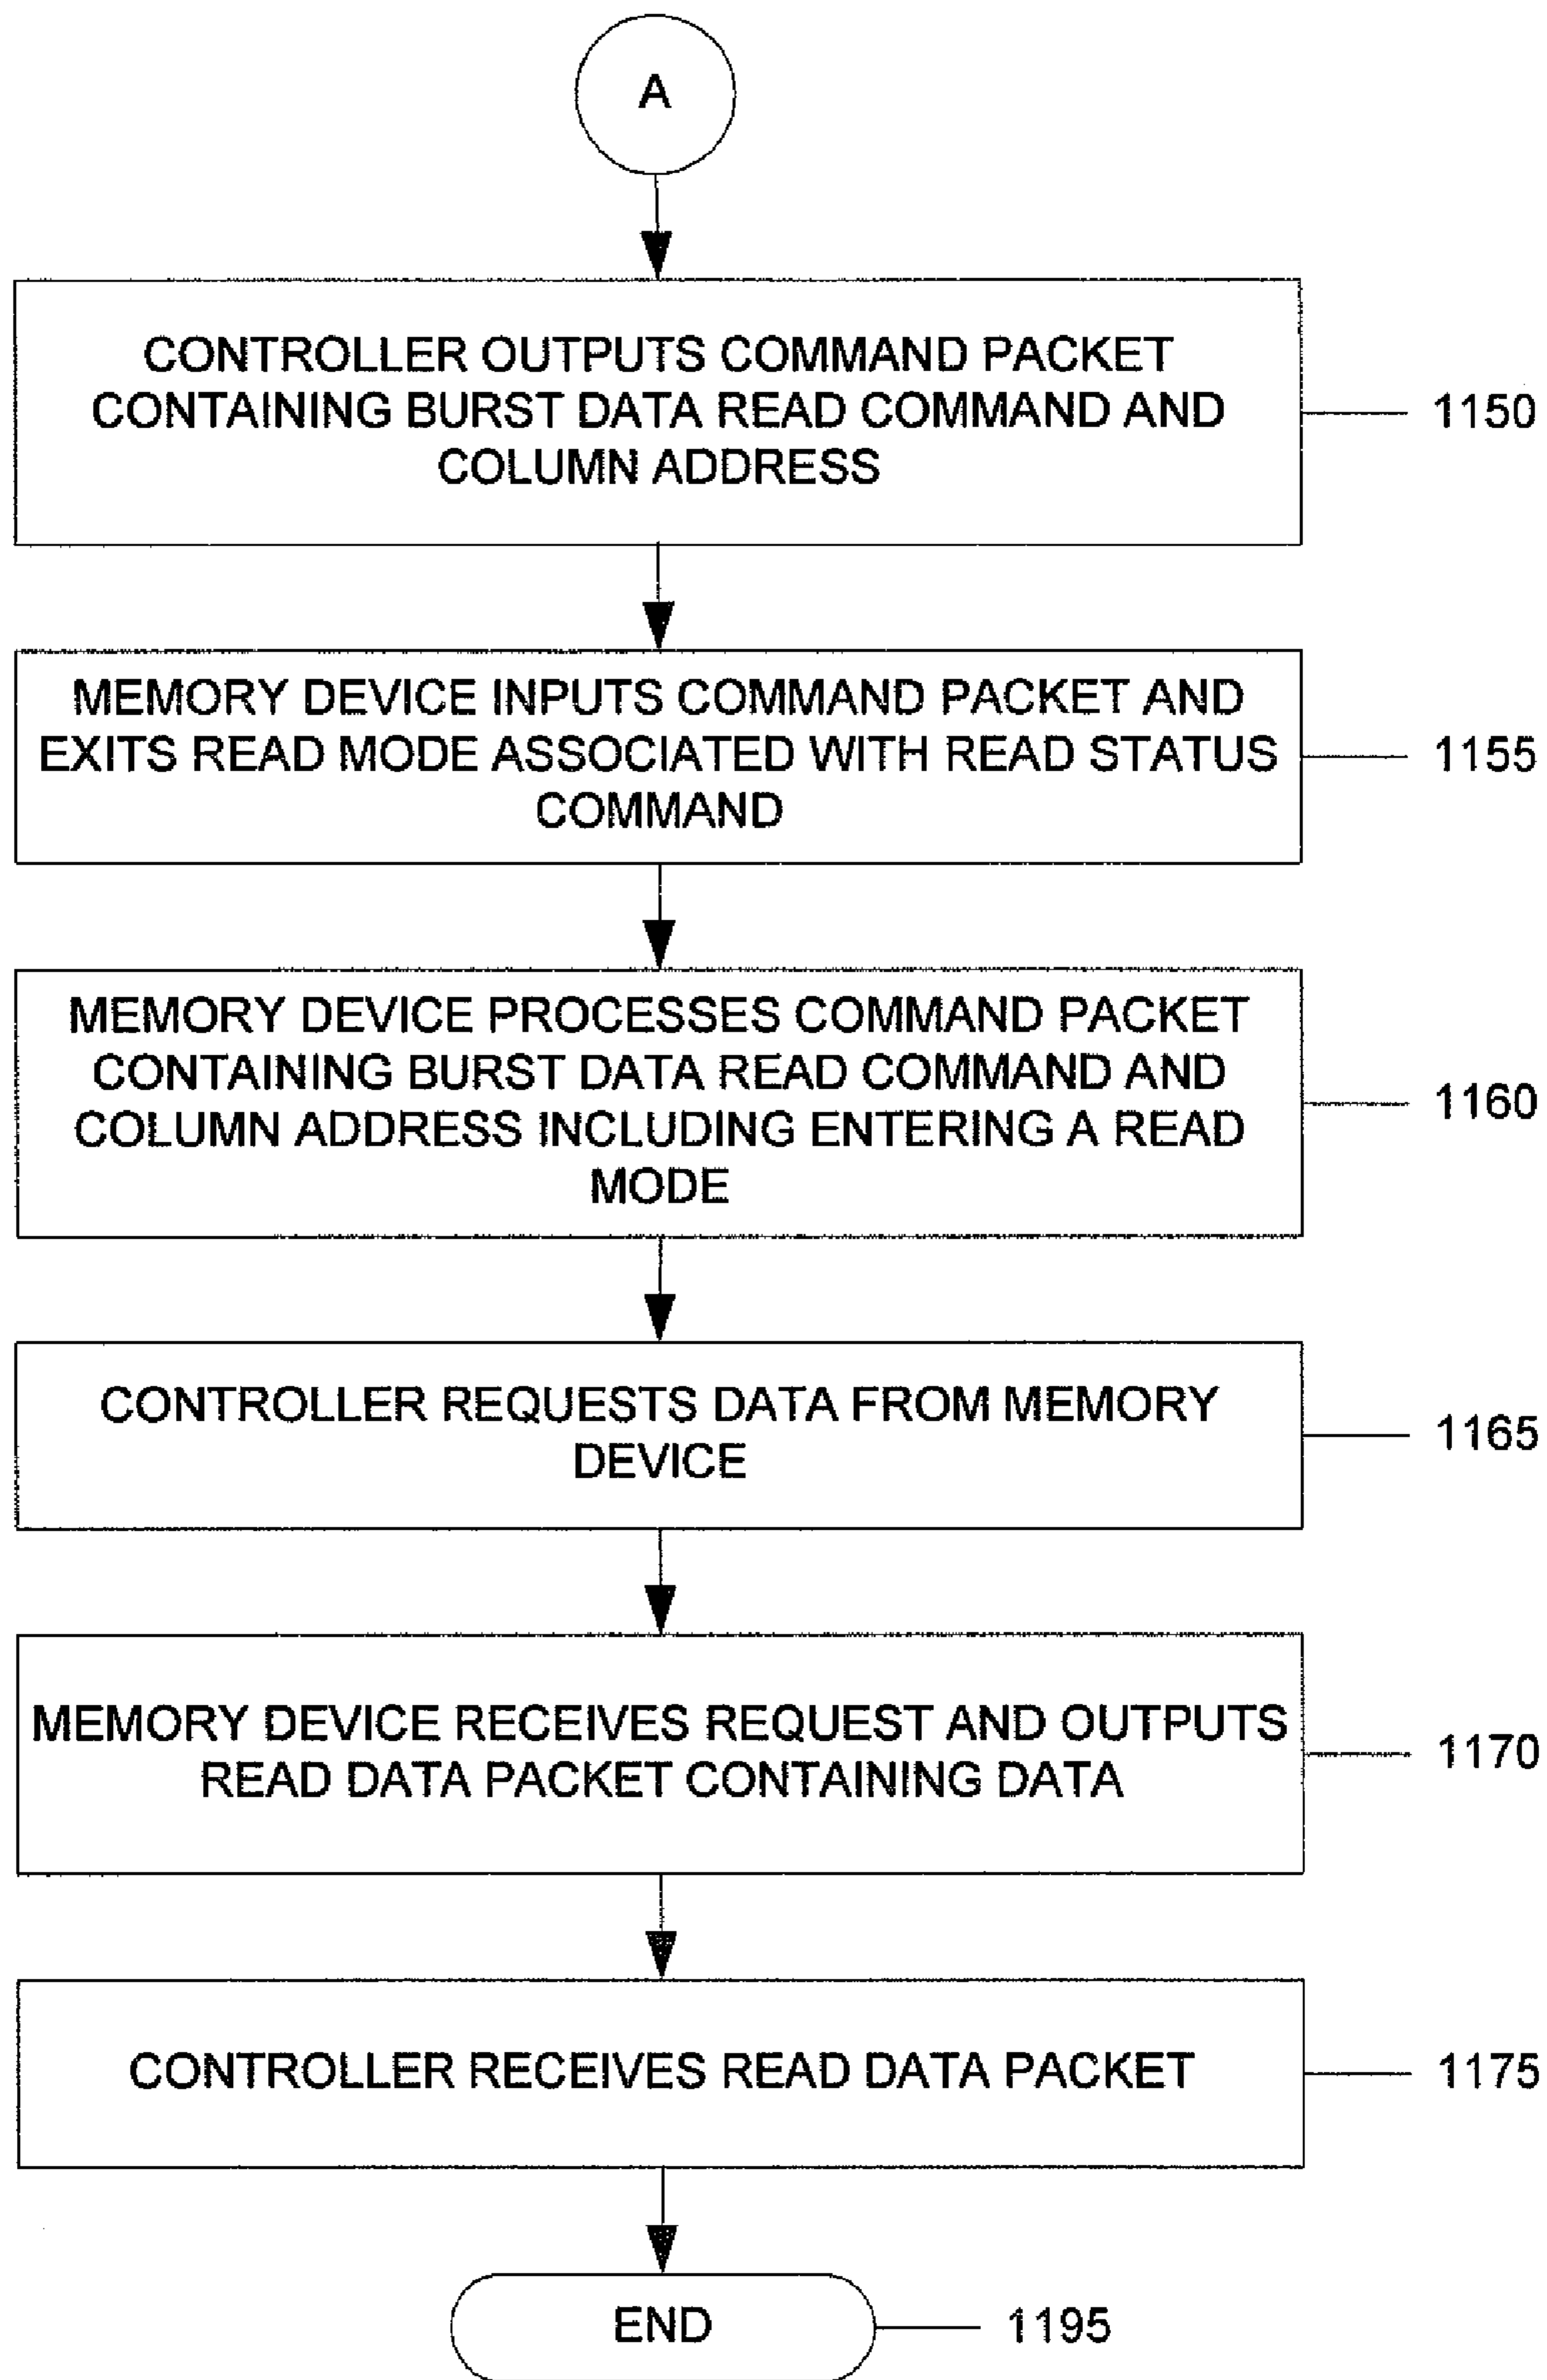 A
CONTROLLER OUTPUTS COMMAND PACKET
CONTAINING BURST DATA READ COMMAND AND
COLUMN ADDRESS
1150
MEMORY DEVICE INPUTS COMMAND PACKET AND
EXITS READ MODE ASSOCIATED WITH READ STATUS
COMMAND
1155
MEMORY DEVICE PROCESSES COMMAND PACKET
CONTAINING BURST DATA READ COMMAND AND
COLUMN ADDRESS INCLUDING ENTERING A READ
MODE
1160
CONTROLLER REQUESTS DATA FROM MEMORY
DEVICE
1165
MEMORY DEVICE RECEIVES REQUEST AND OUTPUTS
READ DATA PACKET CONTAINING DATA
1170
CONTROLLER RECEIVES READ DATA PACKET
1175
END
1195